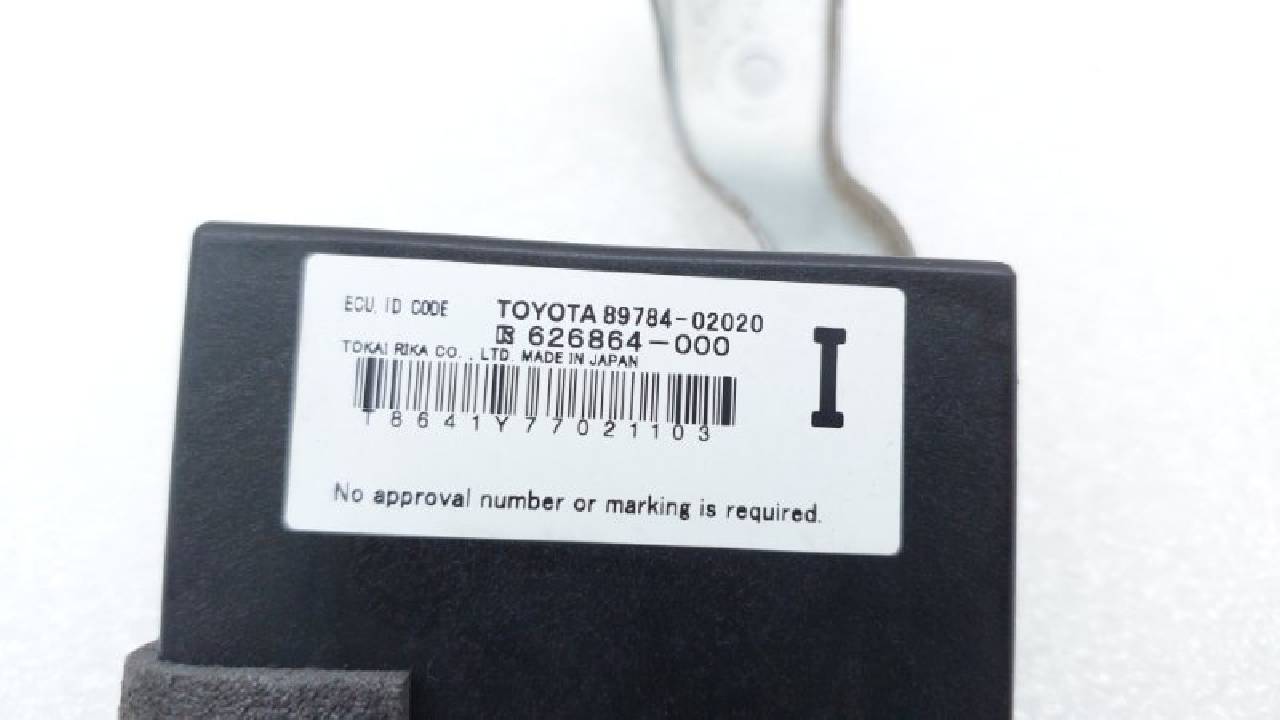 ECU, ID CODE TOYOTA 89784-02020
626864-000
I
TOKAI RIKA CO., LTD. MADE IN JAPAN
T8641Y77021103
No approval number or marking is required.